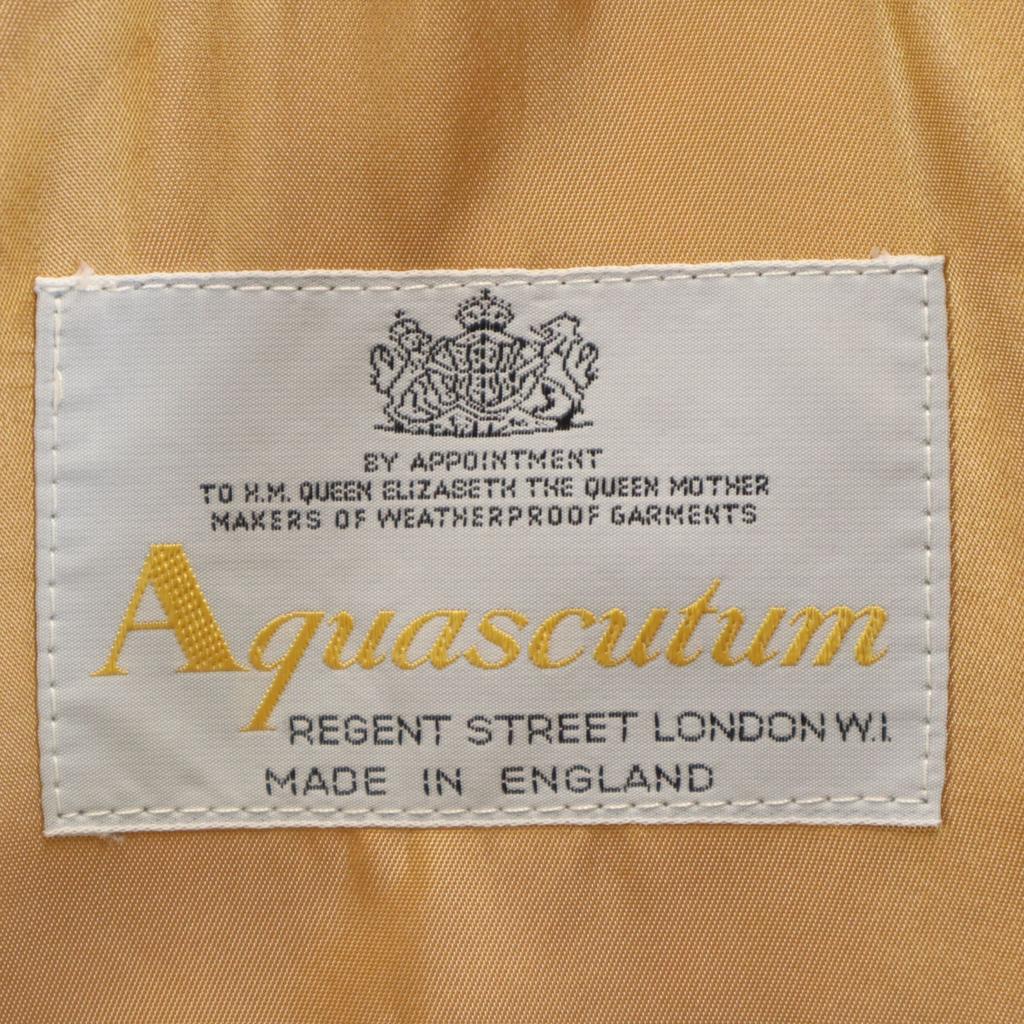 BY APPOINTMENT
TO H.M. QUEEN ELIZABETH THE QUEEN MOTHER
MAKERS OF WEATHERPROOF GARMENTS
Aquascutum
REGENT STREET LONDON W.1.
MADE IN ENGLAND